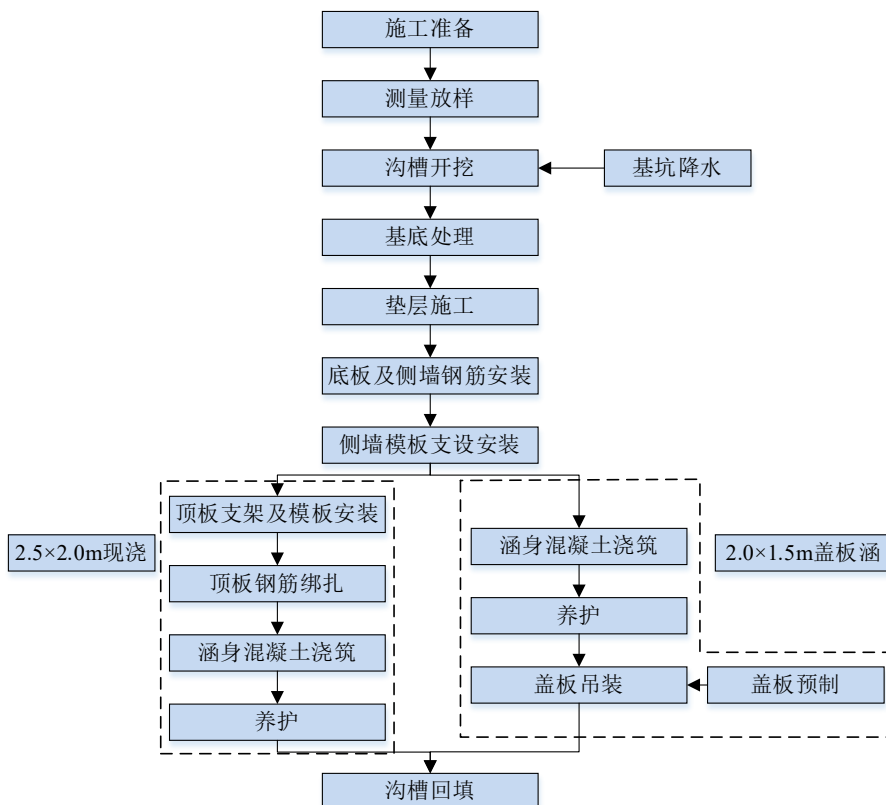 施工准备
测量放样
沟槽开挖
基坑降水
基底处理
垫层施工
底板及侧墙钢筋安装
侧墙模板支设安装
2.5×2.0m现浇
顶板支架及模板安装
顶板钢筋绑扎
涵身混凝土浇筑
养护
涵身混凝土浇筑
养护
盖板吊装
盖板预制
2.0×1.5m盖板涵
沟槽回填